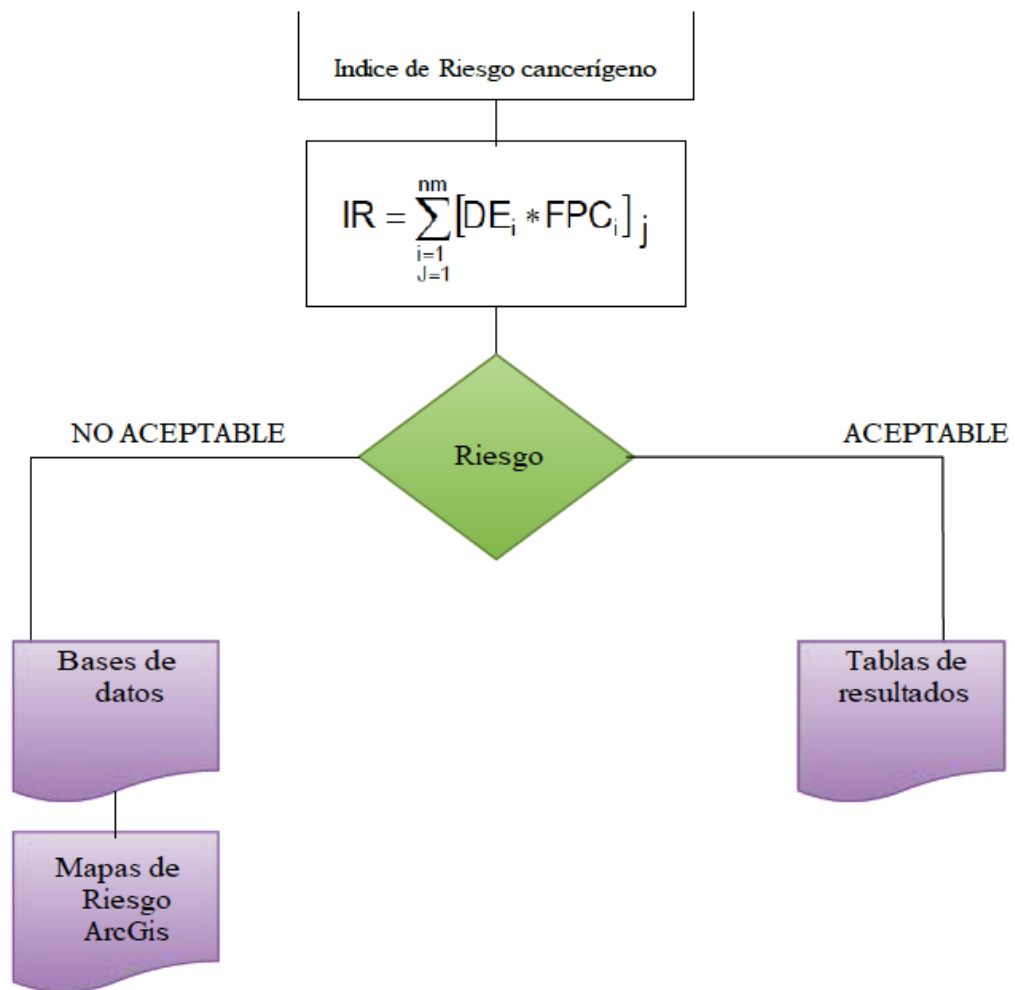 Indice de Riesgo cancerígeno
nm
IR = ∑[DEi * FPCi] j
i=1
J=1
NO ACEPTABLE
ACEPTABLE
Riesgo
Bases de
datos
Tablas de
resultados
Mapas de
Riesgo
ArcGis